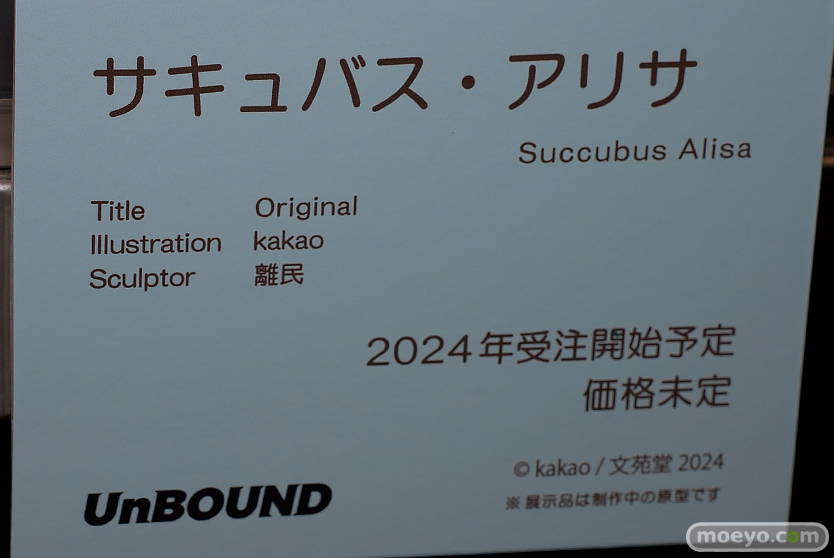 サキュバス・アリサ
Succubus Alisa
Title Original
Illustration kakao
Sculptor 離民
2024年受注開始予定
価格未定
© kakao / 文苑堂 2024
※展示品は制作中の原型です
UnBOUND
moeyo.com